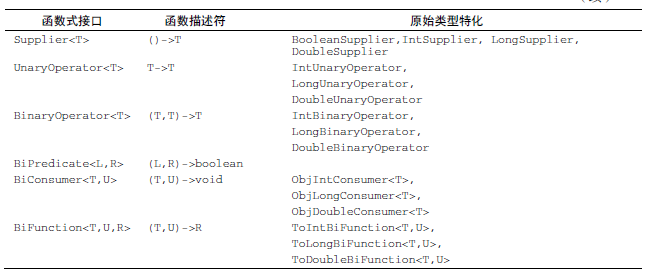 函数式接口 函数描述符 原始类型特化
Supplier<T> ()->T BooleanSupplier,IntSupplier, LongSupplier,
DoubleSupplier
UnaryOperator<T> T->T IntUnaryOperator,
LongUnaryOperator,
DoubleUnaryOperator
BinaryOperator<T> (T,T)->T IntBinaryOperator,
LongBinaryOperator,
DoubleBinaryOperator
BiPredicate<L,R> (L,R)->boolean
BiConsumer<T,U> (T,U)->void ObjIntConsumer<T>,
ObjLongConsumer<T>,
ObjDoubleConsumer<T>
BiFunction<T,U,R> (T,U)->R ToIntBiFunction<T,U>,
ToLongBiFunction<T,U>,
ToDoubleBiFunction<T,U>